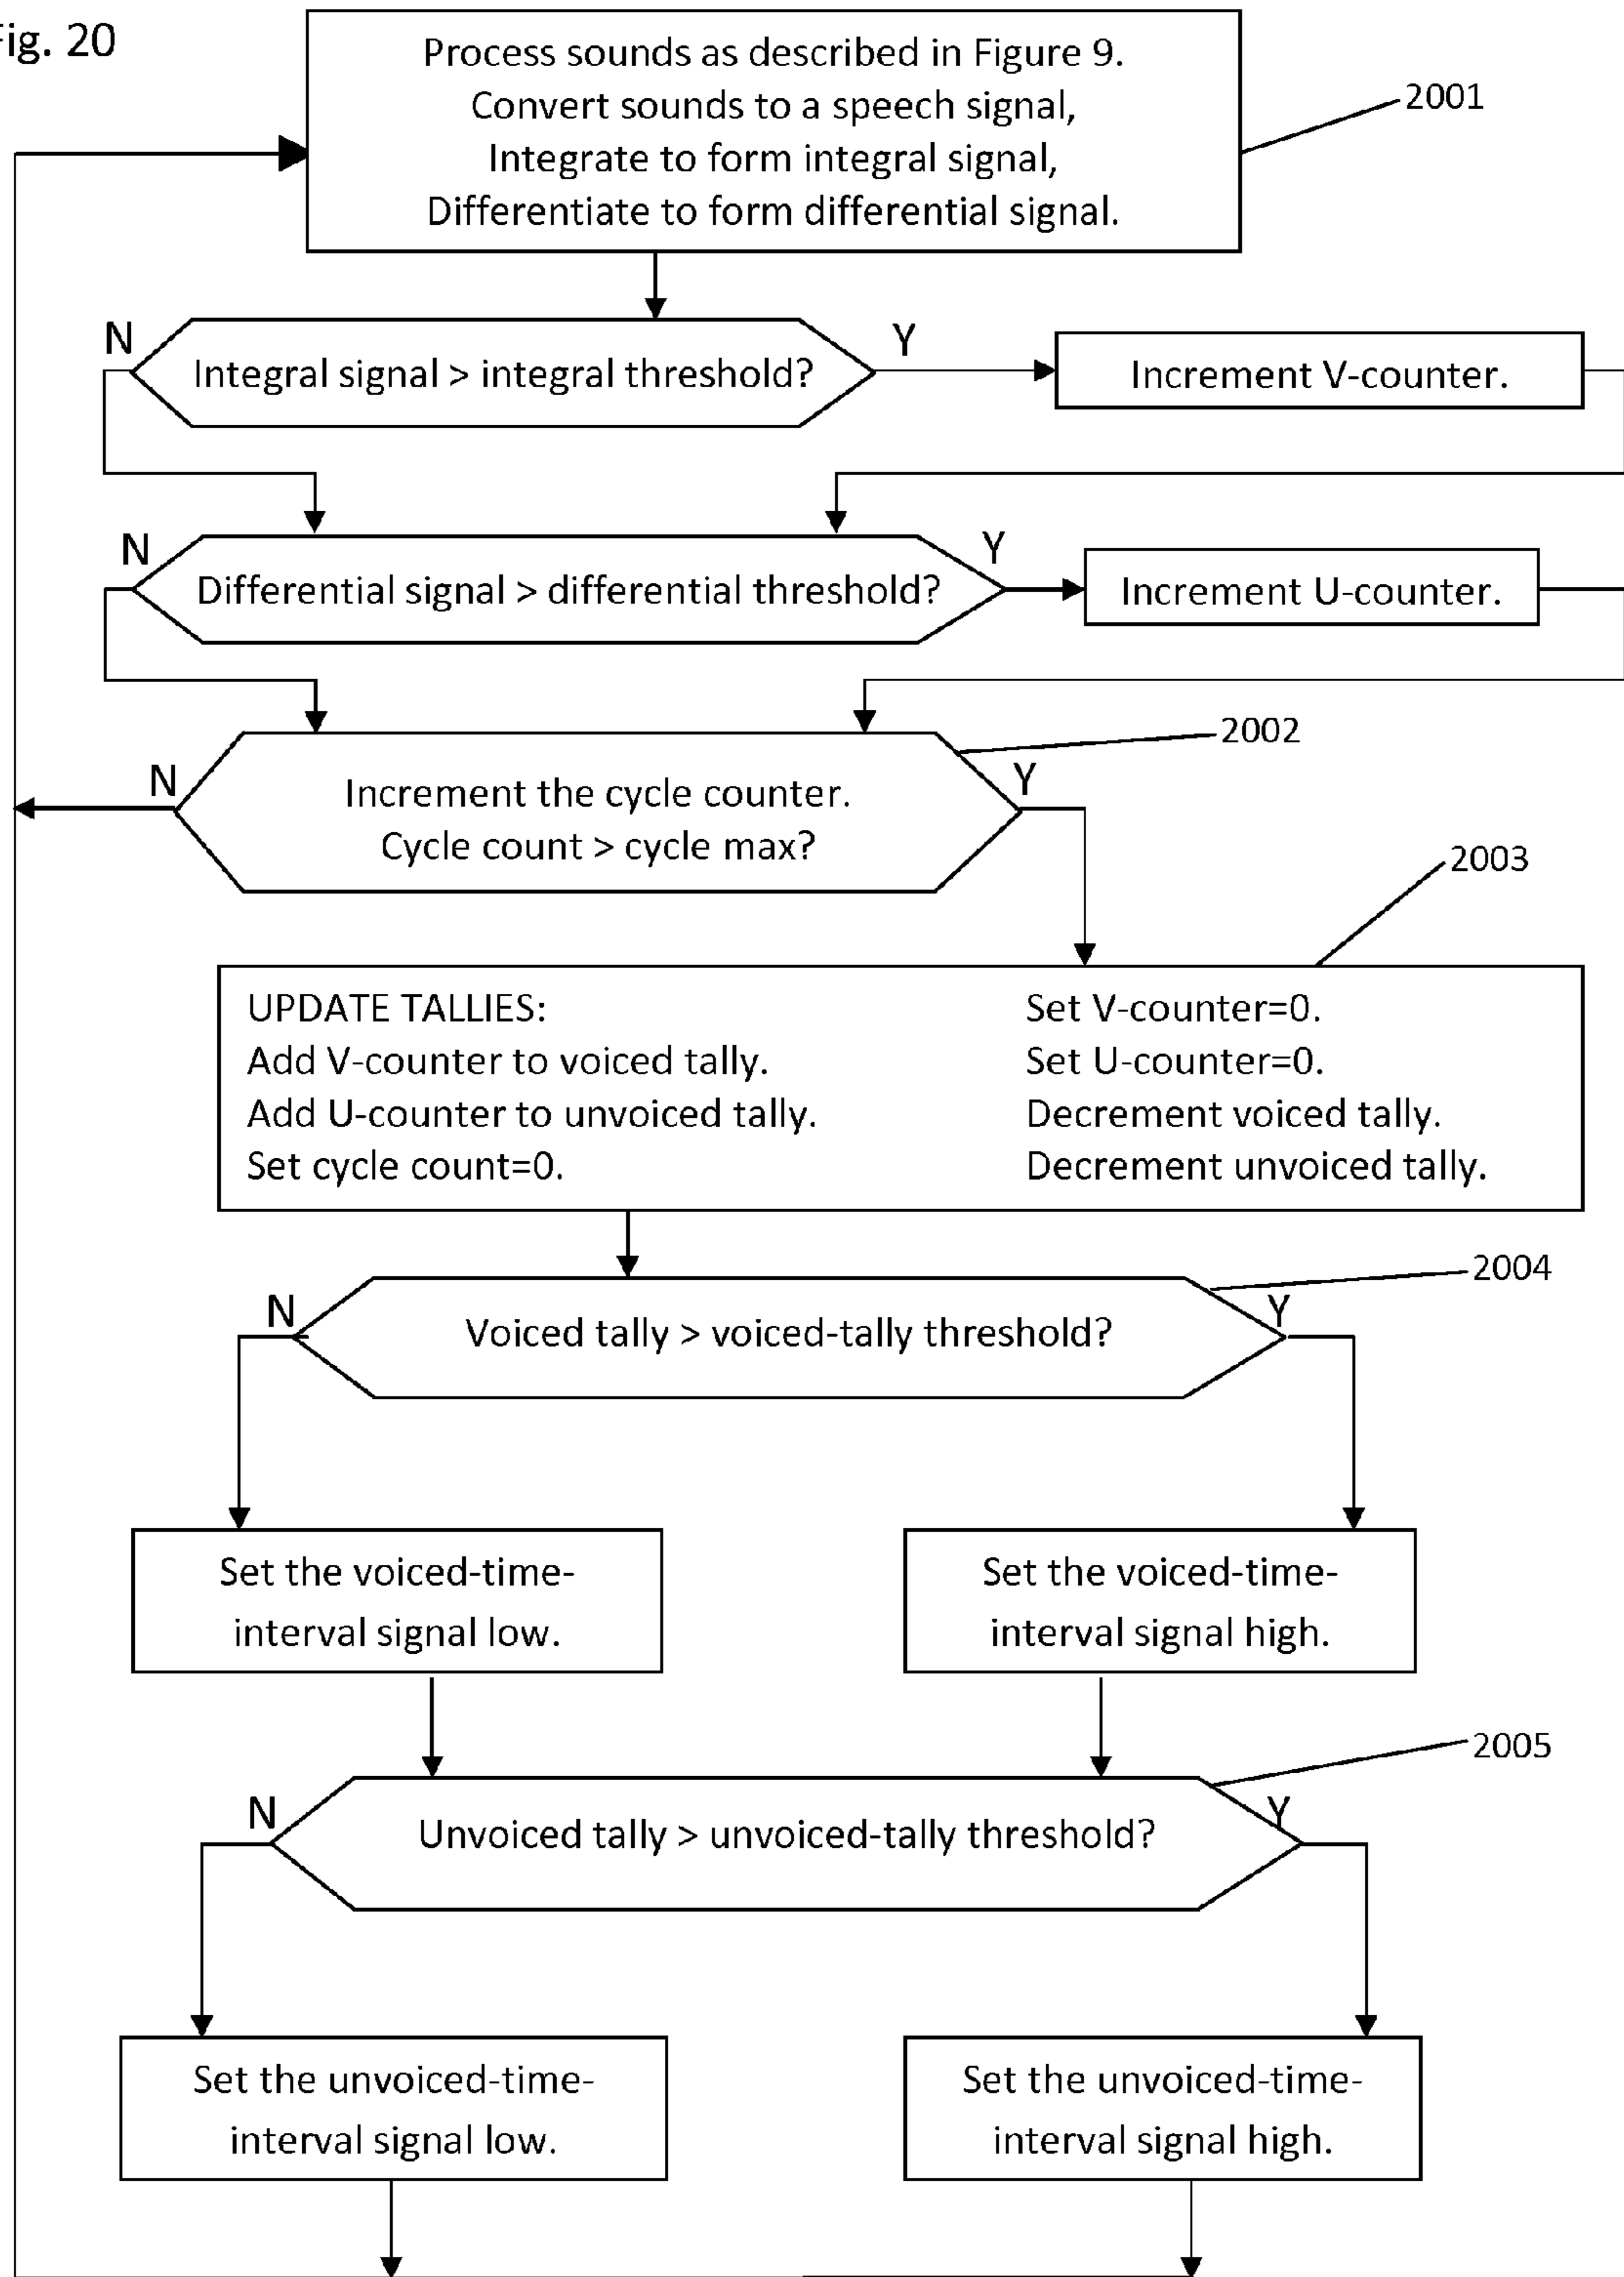 Fig. 20
Process sounds as described in Figure 9.
Convert sounds to a speech signal,
Integrate to form integral signal,
Differentiate to form differential signal.
2001
N
Integral signal > integral threshold?
Y
Increment V-counter.
N
Differential signal > differential threshold?
Y
Increment U-counter.
2002
N
Increment the cycle counter.
Cycle count > cycle max?
Y
2003
UPDATE TALLIES:
Add V-counter to voiced tally.
Add U-counter to unvoiced tally.
Set cycle count=0.
Set V-counter=0.
Set U-counter=0.
Decrement voiced tally.
Decrement unvoiced tally.
2004
N
Voiced tally > voiced-tally threshold?
Y
Set the voiced-time-
interval signal low.
Set the voiced-time-
interval signal high.
2005
N
Unvoiced tally > unvoiced-tally threshold?
Y
Set the unvoiced-time-
interval signal low.
Set the unvoiced-time-
interval signal high.